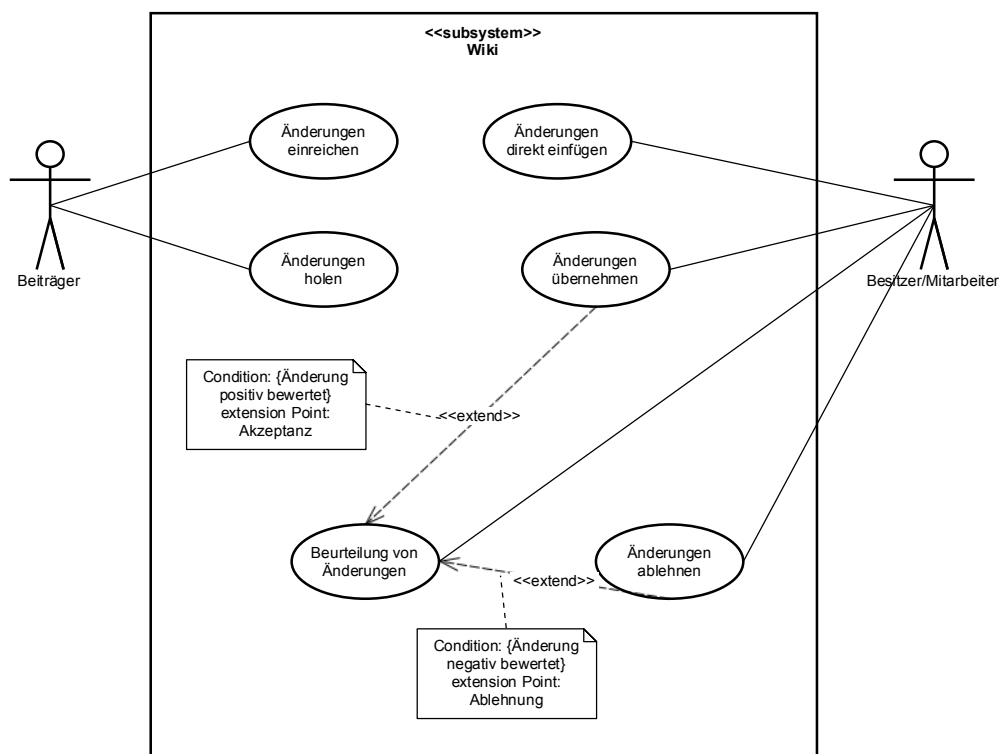 <<subsystem>>
Wiki
Änderungen
einreichen
Änderungen
direkt einfügen
Änderungen
holen
Änderungen
übernehmen
Beiträger
Besitzer/Mitarbeiter
Condition: {Änderung
positiv bewertet}
extension Point:
Akzeptanz
<<extend>>
Beurteilung von
Änderungen
Änderungen
ablehnen
<<extend>>
Condition: {Änderung
negativ bewertet}
extension Point:
Ablehnung